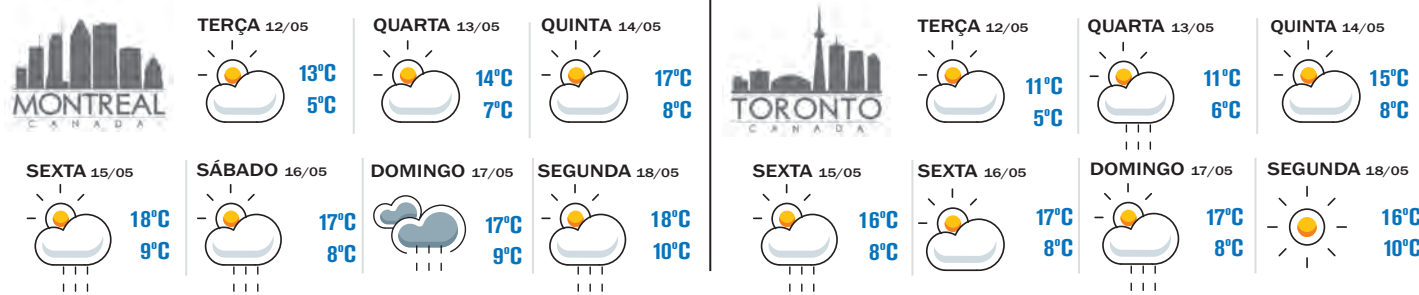 MONTREAL
CANADA
TERÇA 12/05
13ºC
5ºC
QUARTA 13/05
14ºC
7ºC
QUINTA 14/05
17ºC
8ºC
SEXTA 15/05
18ºC
9ºC
SÁBADO 16/05
17ºC
8ºC
DOMINGO 17/05
17ºC
9ºC
SEGUNDA 18/05
18ºC
10ºC
TORONTO
CANADA
TERÇA 12/05
11ºC
5ºC
QUARTA 13/05
11ºC
6ºC
QUINTA 14/05
15ºC
8ºC
SEXTA 15/05
16ºC
8ºC
SEXTA 16/05
17ºC
8ºC
DOMINGO 17/05
17ºC
8ºC
SEGUNDA 18/05
16ºC
10ºC